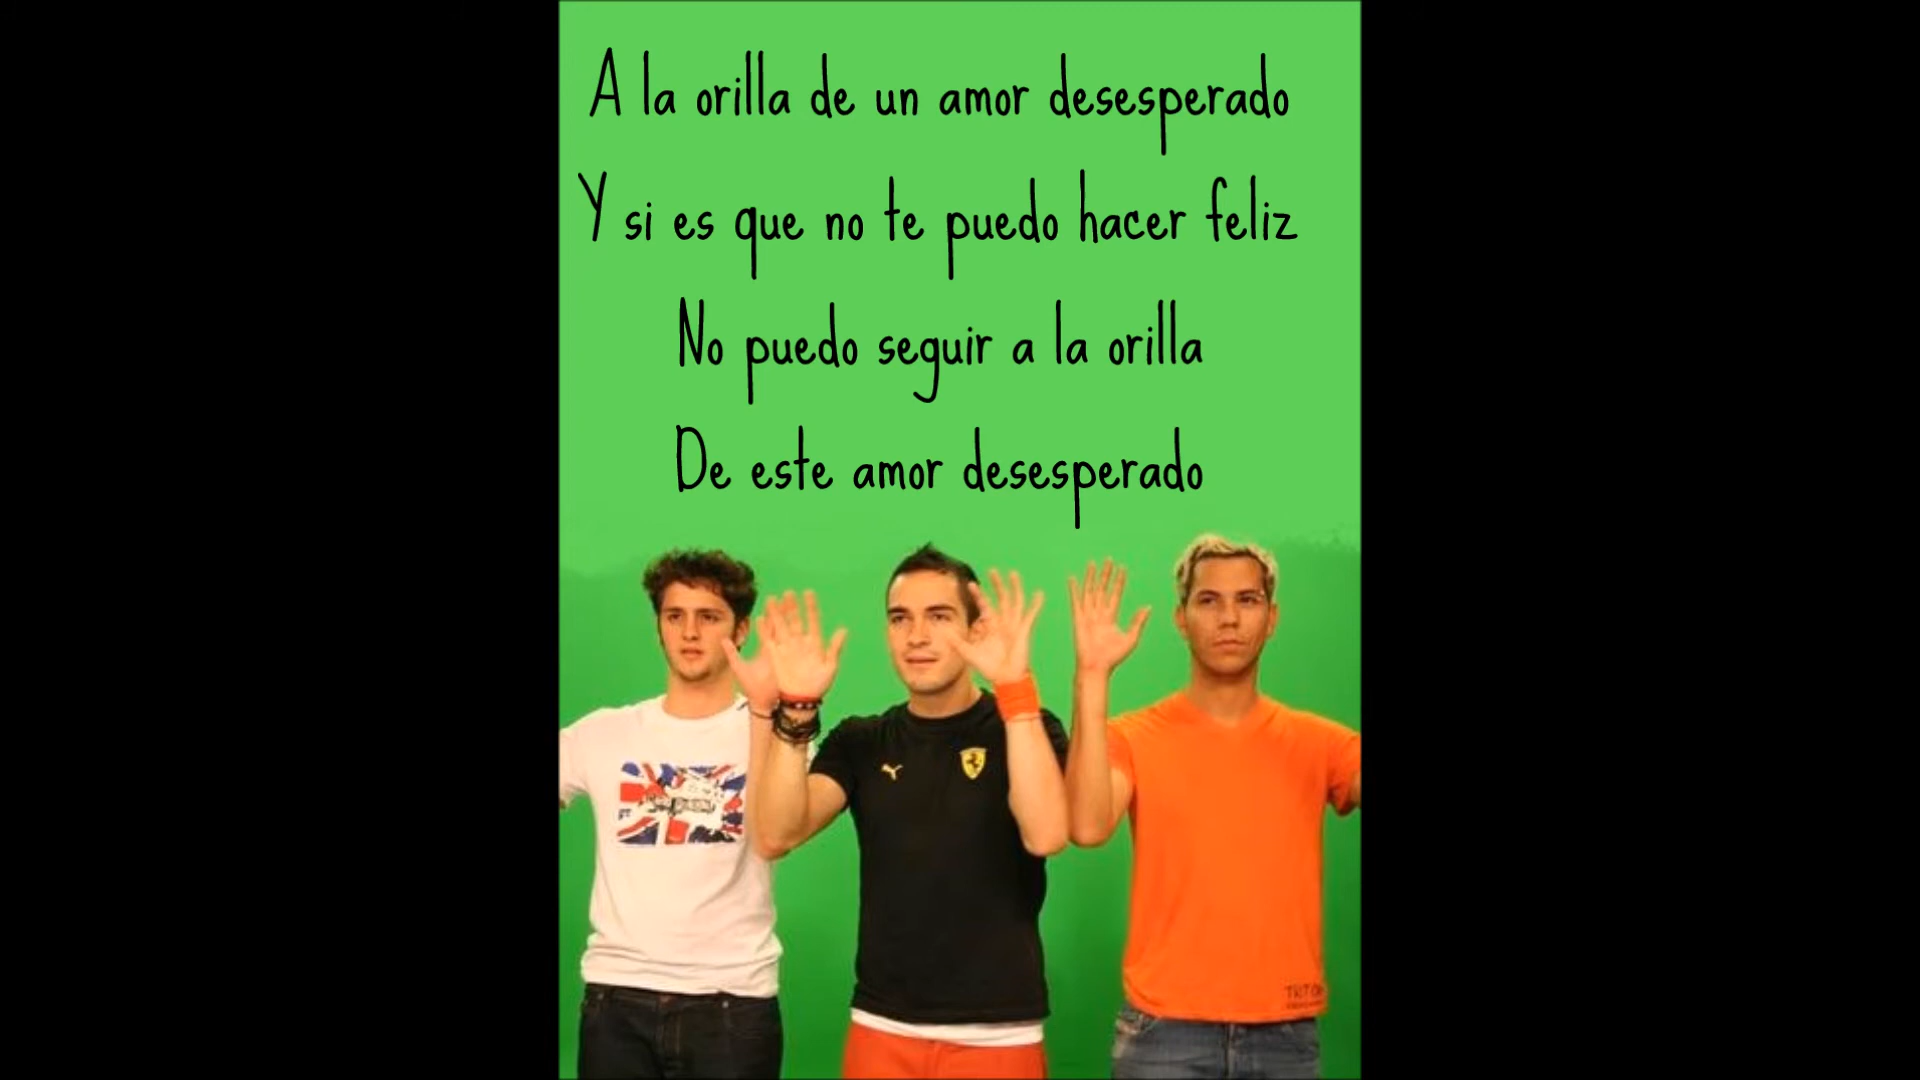 A la orilla de un amor desesperado
Y si es que no te puedo hacer feliz
No puedo seguir a la orilla
De este amor desesperado